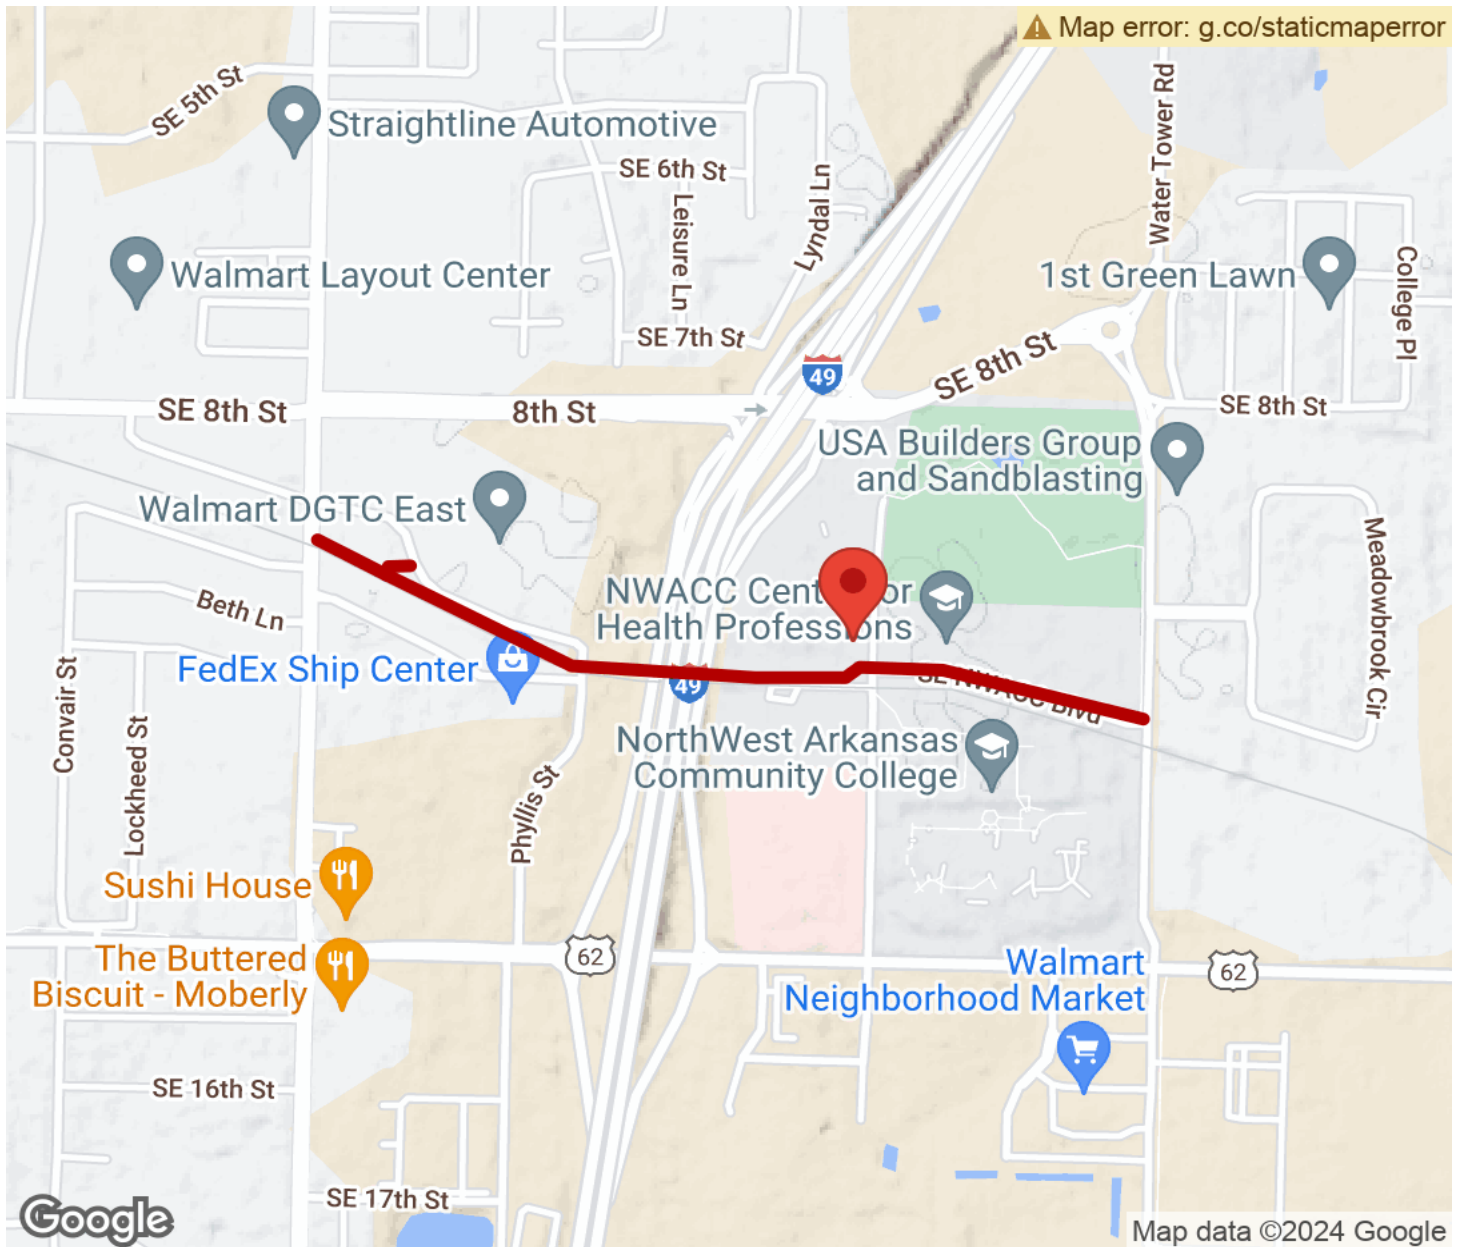 Map error: g.co/staticmaperror
SE 5th St
Water Tower Rd
Straightline Automotive
SE 6th St
Lyndal Ln
Leisure Ln
Walmart Layout Center
1st Green Lawn
College Pl
SE 7th St
49
SE 8th St
SE 8th St
8th St
SE 8th St
USA Builders Group
and Sandblasting
Walmart DGTC East
Meadowbrook Cir
Beth Ln
NWACC
Health Professions
FedEx Ship Center
49
SE NWACC Blvd
Convair St
Lockheed St
NorthWest Arkansas
Community College
Phyllis St
Sushi House
The Buttered
Biscuit - Moberly
62
Walmart
Neighborhood Market
62
SE 16th St
SE 17th St
Google
Map data ©2024 Google